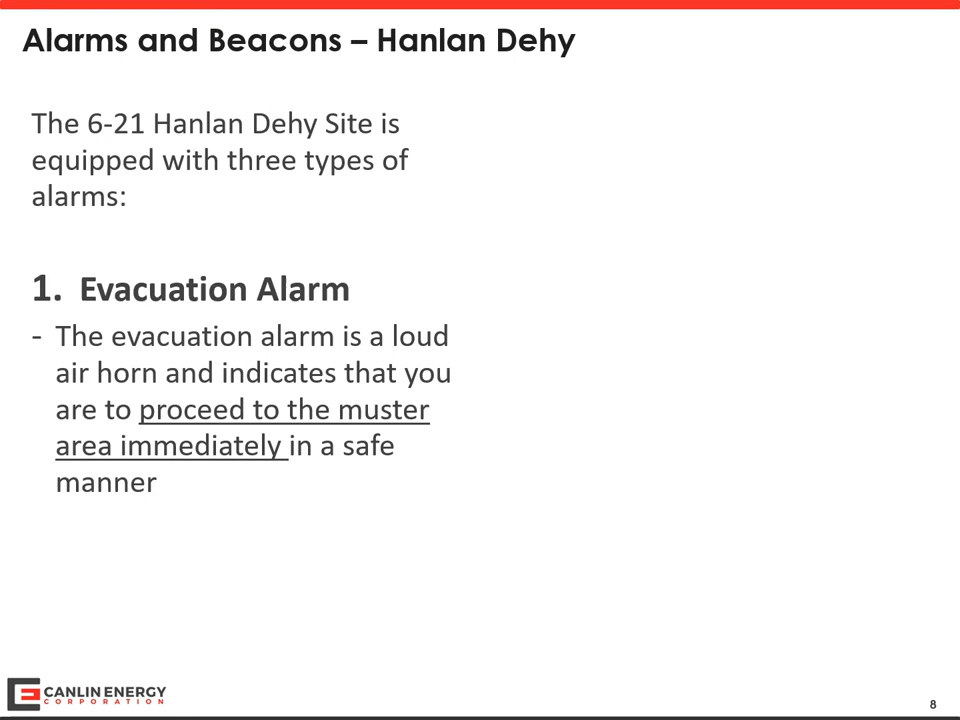 Alarms and Beacons – Hanlan Dehy
The 6-21 Hanlan Dehy Site is
equipped with three types of
alarms:
1. Evacuation Alarm
- The evacuation alarm is a loud
air horn and indicates that you
are to proceed to the muster
area immediately in a safe
manner
CANLIN ENERGY
CORPORATION
8